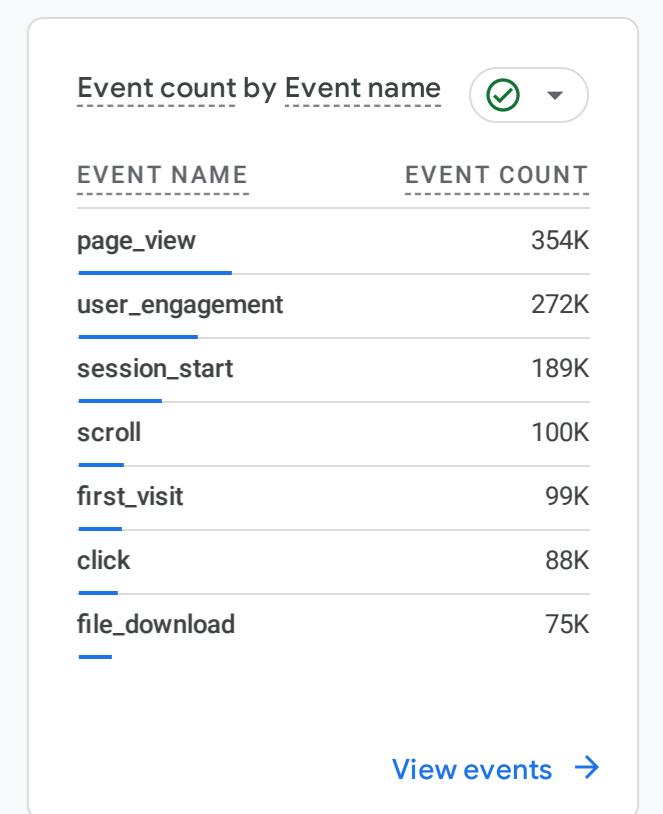 Event count by Event name
EVENT NAME EVENT COUNT
page_view 354K
user_engagement 272K
session_start 189K
scroll 100K
first_visit 99K
click 88K
file_download 75K
View events